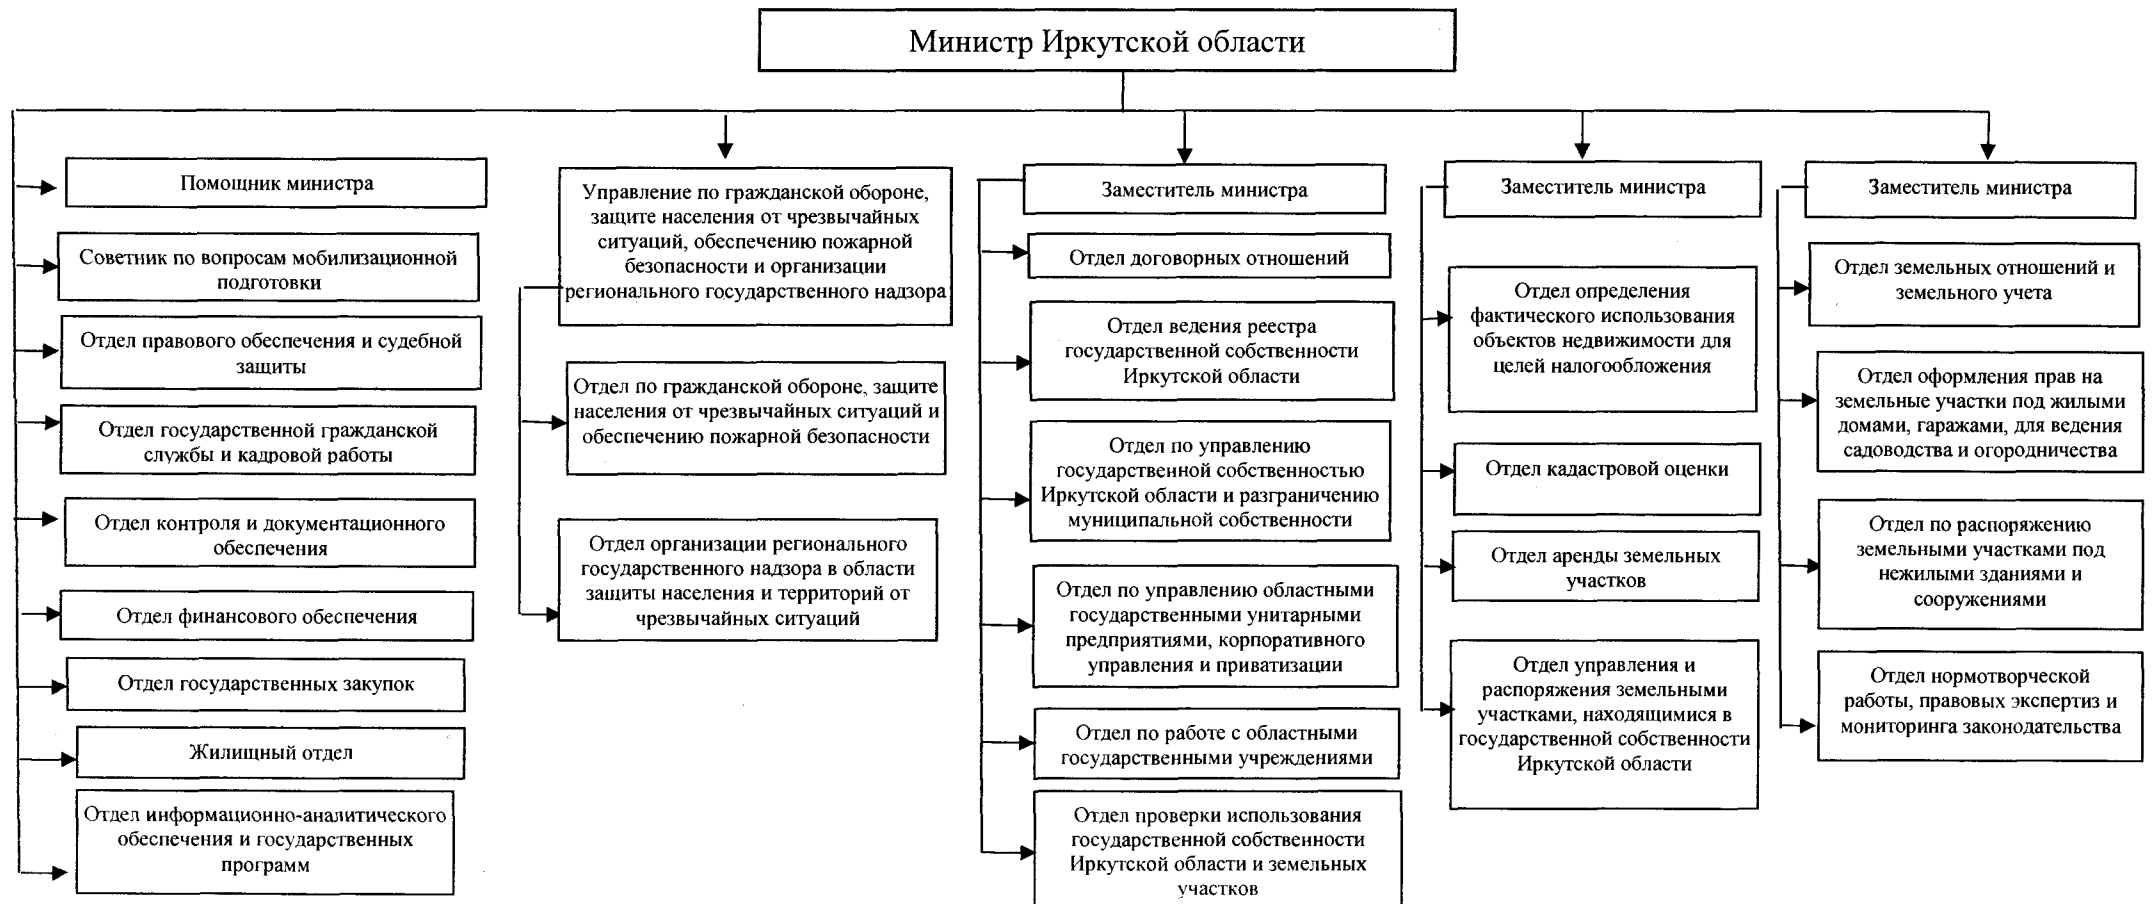 Министр Иркутской области
Помощник министра
Советник по вопросам мобилизационной
подготовки
Отдел правового обеспечения и судебной
защиты
Отдел государственной гражданской
службы и кадровой работы
Отдел контроля и документационного
обеспечения
Отдел финансового обеспечения
Отдел государственных закупок
Жилищный отдел
Отдел информационно-аналитического
обеспечения и государственных
программ
Управление по гражданской обороне,
защите населения от чрезвычайных
ситуаций, обеспечению пожарной
безопасности и организации
регионального государственного надзора
Отдел по гражданской обороне, защите
населения от чрезвычайных ситуаций и
обеспечению пожарной безопасности
Отдел организации регионального
государственного надзора в области
защиты населения и территорий от
чрезвычайных ситуаций
Заместитель министра
Отдел договорных отношений
Отдел ведения реестра
государственной собственности
Иркутской области
Отдел по управлению
государственной собственностью
Иркутской области и разграничению
муниципальной собственности
Отдел по управлению областными
государственными унитарными
предприятиями, корпоративного
управления и приватизации
Отдел по работе с областными
государственными учреждениями
Отдел проверки использования
государственной собственности
Иркутской области и земельных
участков
Заместитель министра
Отдел определения
фактического использования
объектов недвижимости для
целей налогообложения
Отдел кадастровой оценки
Отдел аренды земельных
участков
Отдел управления и
распоряжения земельными
участками, находящимися в
государственной собственности
Иркутской области
Заместитель министра
Отдел земельных отношений и
земельного учета
Отдел оформления прав на
земельные участки под жилыми
домами, гаражами, для ведения
садоводства и огородничества
Отдел по распоряжению
земельными участками под
нежилыми зданиями и
сооружениями
Отдел нормотворческой
работы, правовых экспертиз и
мониторинга законодательства